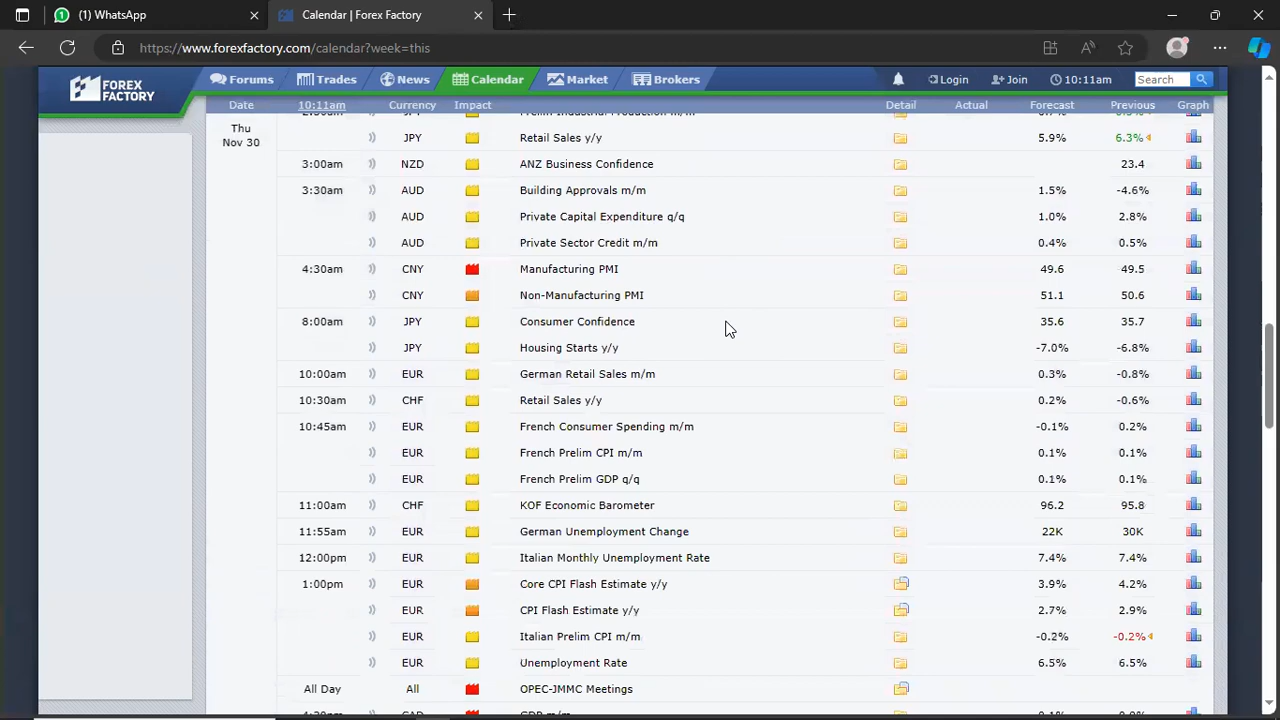 (1) WhatsApp
Calendar | Forex Factory
https://www.forexfactory.com/calendar?week=this
FOREX FACTORY
Forums
Trades
News
Calendar
Market
Brokers
Login
Join
10:11am
Search
Date 10:11am Currency Impact Detail Actual Forecast Previous Graph
Thu
Nov 30
JPY Retail Sales y/y 5.9% 6.3%
3:00am NZD ANZ Business Confidence 23.4
3:30am AUD Building Approvals m/m 1.5% -4.6%
AUD Private Capital Expenditure q/q 1.0% 2.8%
AUD Private Sector Credit m/m 0.4% 0.5%
4:30am CNY Manufacturing PMI 49.6 49.5
CNY Non-Manufacturing PMI 51.1 50.6
8:00am JPY Consumer Confidence 35.6 35.7
JPY Housing Starts y/y -7.0% -6.8%
10:00am EUR German Retail Sales m/m 0.3% -0.8%
10:30am CHF Retail Sales y/y 0.2% -0.6%
10:45am EUR French Consumer Spending m/m -0.1% 0.2%
EUR French Prelim CPI m/m 0.1% 0.1%
EUR French Prelim GDP q/q 0.1% 0.1%
11:00am CHF KOF Economic Barometer 96.2 95.8
11:55am EUR German Unemployment Change 22K 30K
12:00pm EUR Italian Monthly Unemployment Rate 7.4% 7.4%
1:00pm EUR Core CPI Flash Estimate y/y 3.9% 4.2%
EUR CPI Flash Estimate y/y 2.7% 2.9%
EUR Italian Prelim CPI m/m -0.2% -0.2%
EUR Unemployment Rate 6.5% 6.5%
All Day All OPEC-JMMC Meetings